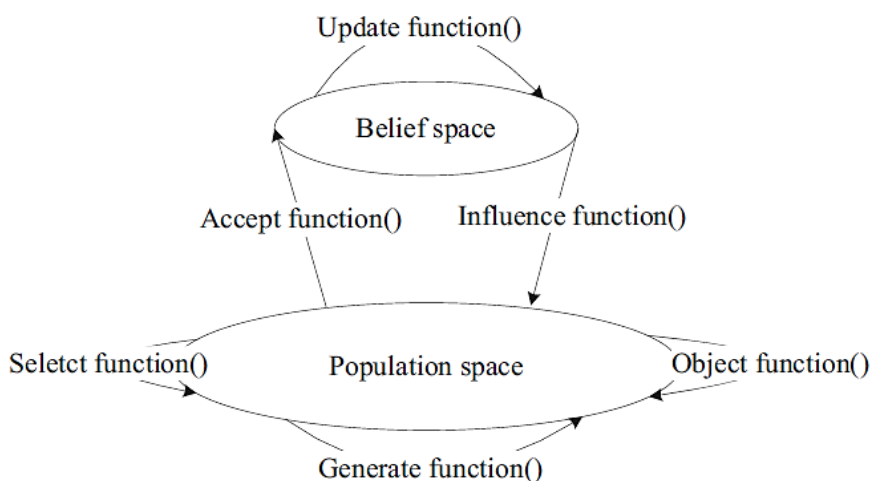 Update function()
Belief space
Accept function()
Influence function()
Seletct function()
Population space
Object function()
Generate function()